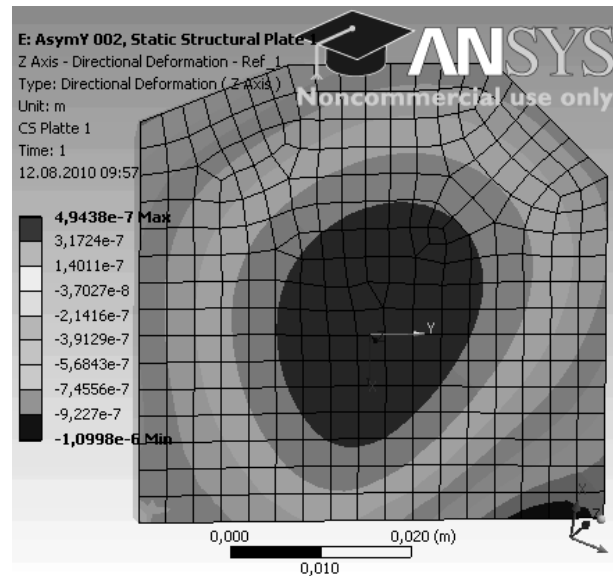 E: AsymY 002, Static Structural Plate 1
Z Axis - Directional Deformation - Ref_1
Type: Directional Deformation ( Z Axis )
Unit: m
CS Platte 1
Time: 1
12.08.2010 09:57
ANSYS
Noncommercial use only
4,9438e-7 Max
3,1724e-7
1,4011e-7
-3,7027e-8
-2,1416e-7
-3,9129e-7
-5,6843e-7
-7,4556e-7
-9,227e-7
-1,0998e-6 Min
Y
X
Z
0,000
0,020 (m)
0,010